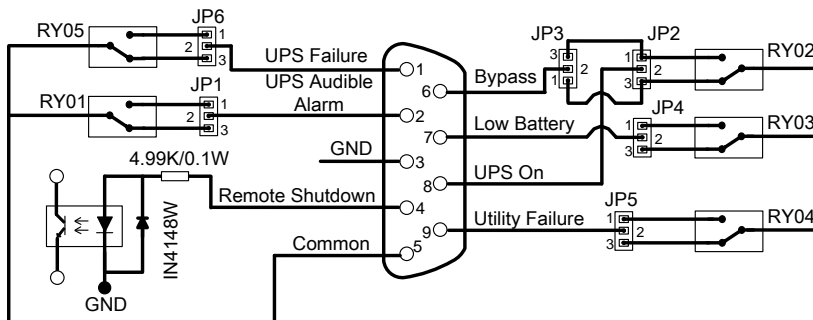 RY05
JP6
1
2
3
UPS Failure
UPS Audible
Alarm
RY01
JP1
1
2
3
GND
4.99K/0.1W
Remote Shutdown
IN4148W
GND
Common
1
2
3
4
5
6
7
8
9
Bypass
Low Battery
UPS On
Utility Failure
JP3
3
2
1
JP2
1
2
3
RY02
JP4
1
2
3
RY03
JP5
1
2
3
RY04